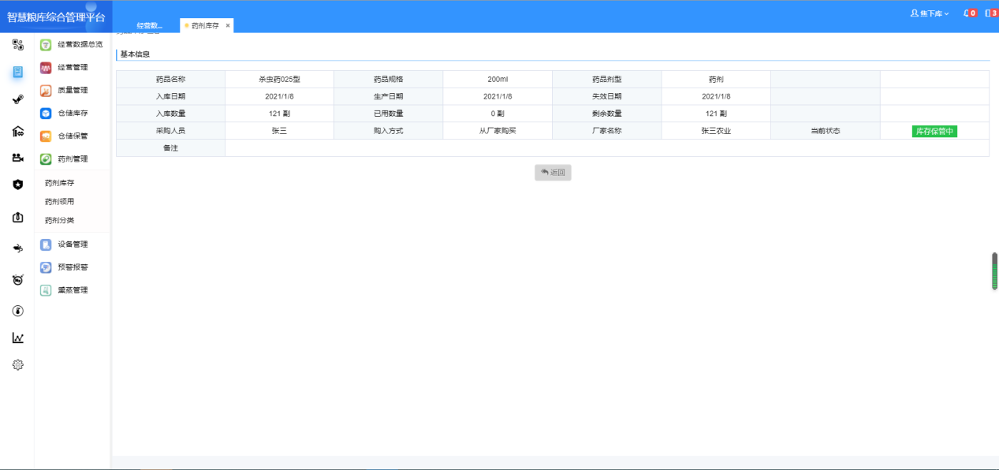 智慧粮库综合管理平台
经营数...
药剂库存 ×
焦下库
0
3
经营数据总览
经营管理
质量管理
仓储库存
仓储保管
药剂管理
药剂库存
药剂领用
药剂分类
设备管理
预警报警
熏蒸管理
基本信息
药品名称 杀虫药025型 药品规格 200ml 药品剂型 药剂
入库日期 2021/1/8 生产日期 2021/1/8 失效日期 2021/1/8
入库数量 121 副 已用数量 0 副 剩余数量 121 副
采购人员 张三 购入方式 从厂家购买 厂家名称 张三农业 当前状态 库存保管中
备注
返回